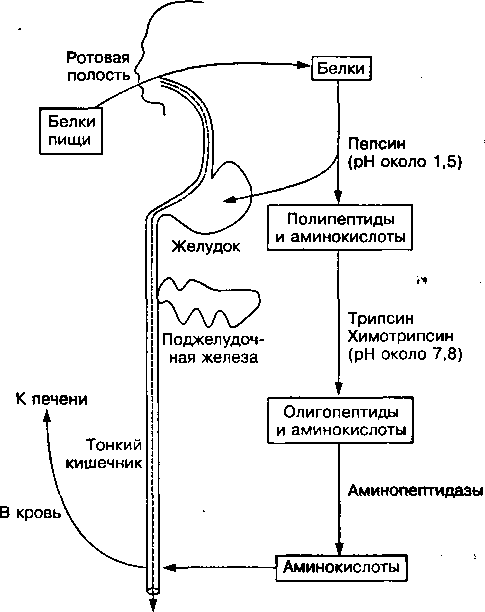 Ротовая
полость
Белки
Белки
пищи
Пепсин
(pH около 1,5)
Полипептиды
и аминокислоты
Желудок
Трипсин
Химотрипсин
(pH около 7,8)
Поджелудоч-
ная железа
К печени
Олигопептиды
и аминокислоты
Тонкий
кишечник
Аминопептидазы
В кровь
Аминокислоты